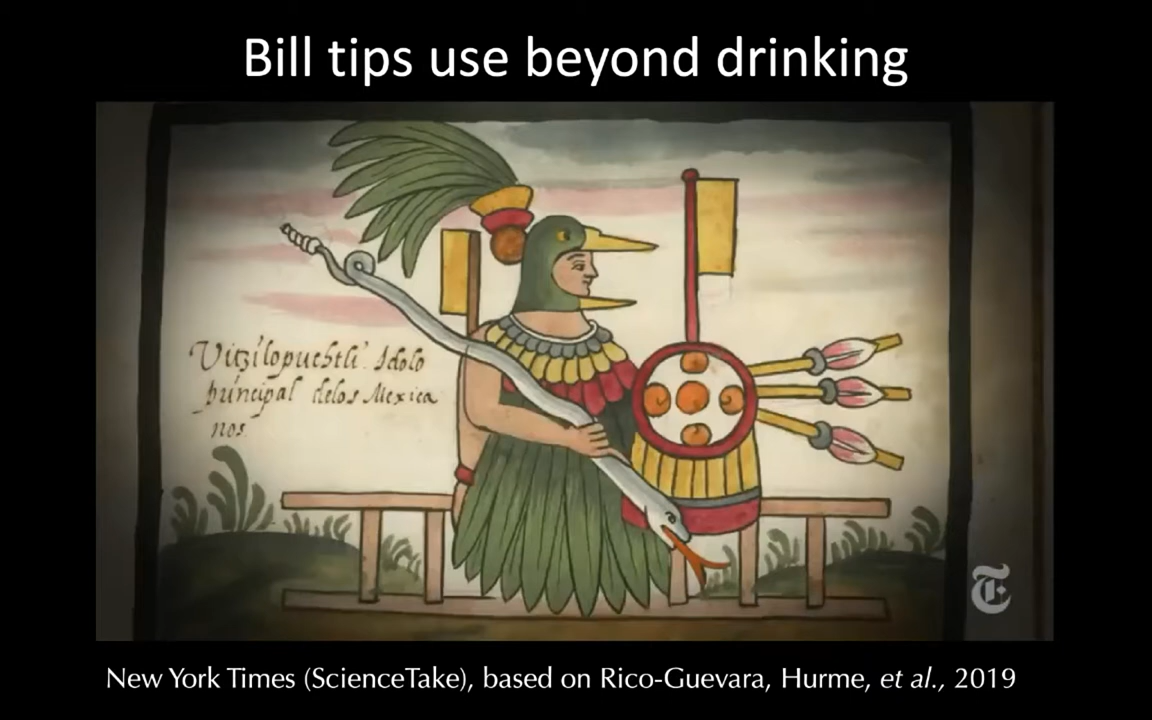 Bill tips use beyond drinking
Vitzilopuchtli. Idolo
principal delos Mexica
nos.
New York Times (ScienceTake), based on Rico-Guevara, Hurme, et al., 2019